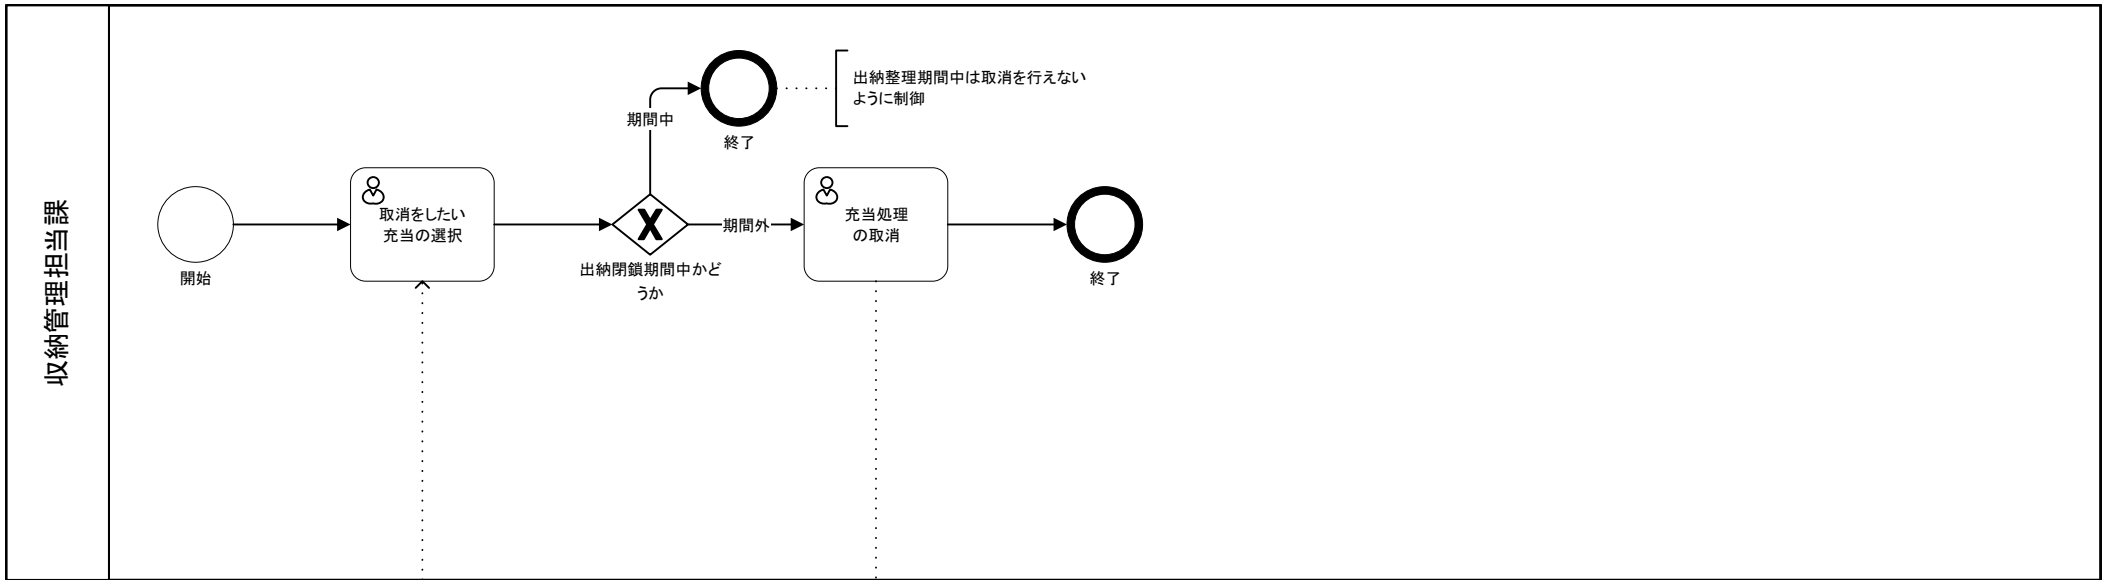 収納管理担当課
開始
取消をしたい
充当の選択
出納閉鎖期間中かど
うか
期間中
終了
出納整理期間中は取消を行えない
ように制御
期間外
充当処理
の取消
終了